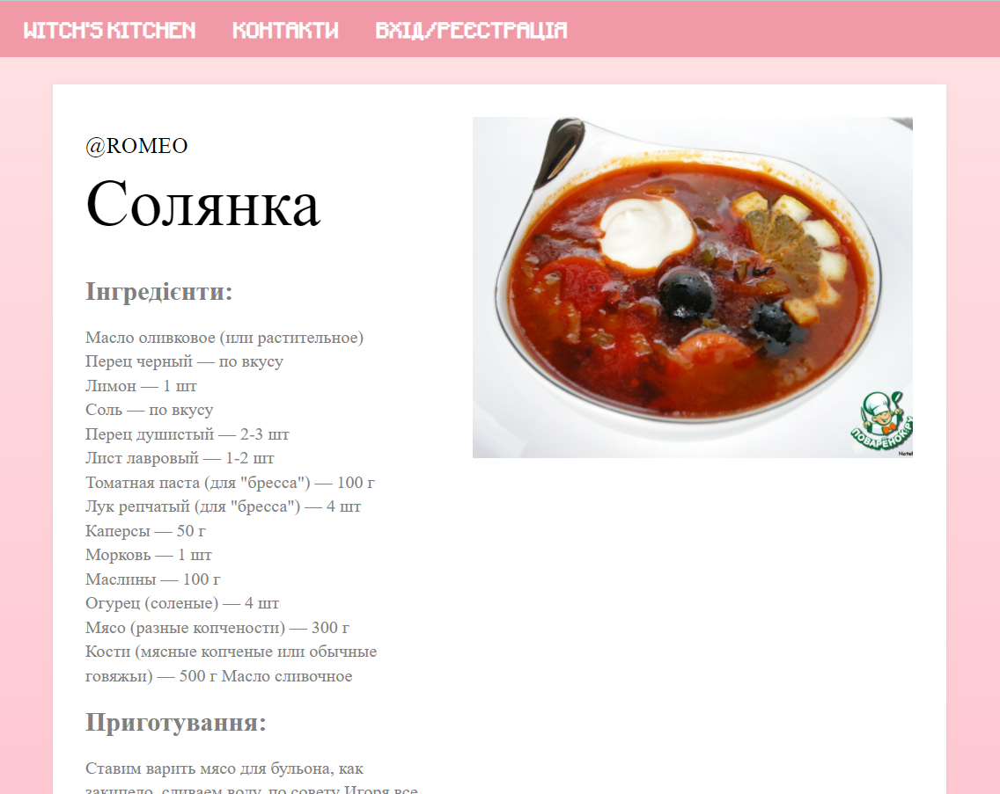 WITCH'S KITCHEN КОНТАКТИ ВХІД/РЕЄСТРАЦІЯ
@ROMEO
Солянка
Інгредієнти:
Масло оливковое (или растительное)
Перец черный — по вкусу
Лимон — 1 шт
Соль — по вкусу
Перец душистый — 2-3 шт
Лист лавровый — 1-2 шт
Томатная паста (для "бресса") — 100 г
Лук репчатый (для "бресса") — 4 шт
Каперсы — 50 г
Морковь — 1 шт
Маслины — 100 г
Огурец (соленые) — 4 шт
Мясо (разные копчености) — 300 г
Кости (мясные копченые или обычные
говяжьи) — 500 г Масло сливочное
Приготування:
Ставим варить мясо для бульона, как
закипело, сливаем воду, по совету Игоря все
ПОВАРЁНОК.РУ